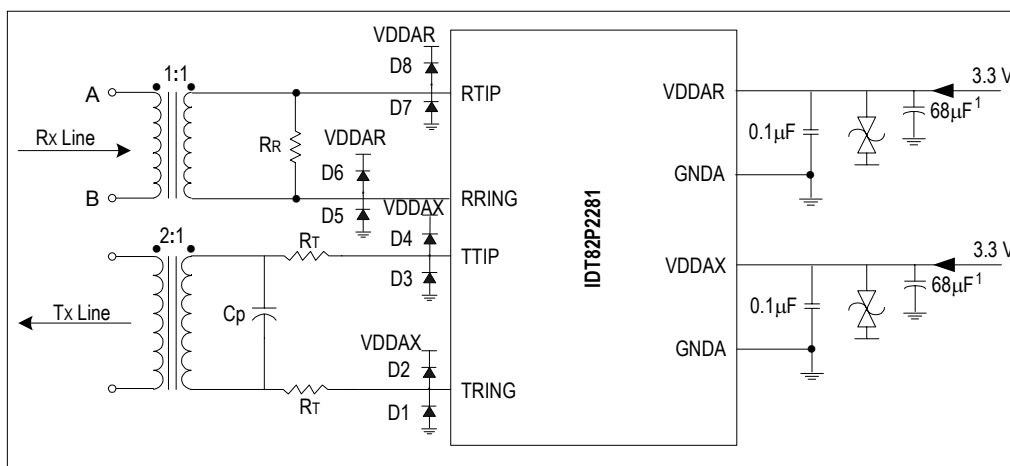 VDDAR
D8
1:1
A
RTIP
D7
Rx Line
RR
VDDAR
D6
B
RRING
D5
VDDAX
2:1
RT
D4
TTIP
D3
Tx Line
Cp
VDDAX
D2
RT
TRING
D1
IDT82P2281
VDDAR
3.3 V
68µF1
0.1µF
GNDA
VDDAX
3.3 V
68µF1
0.1µF
GNDA